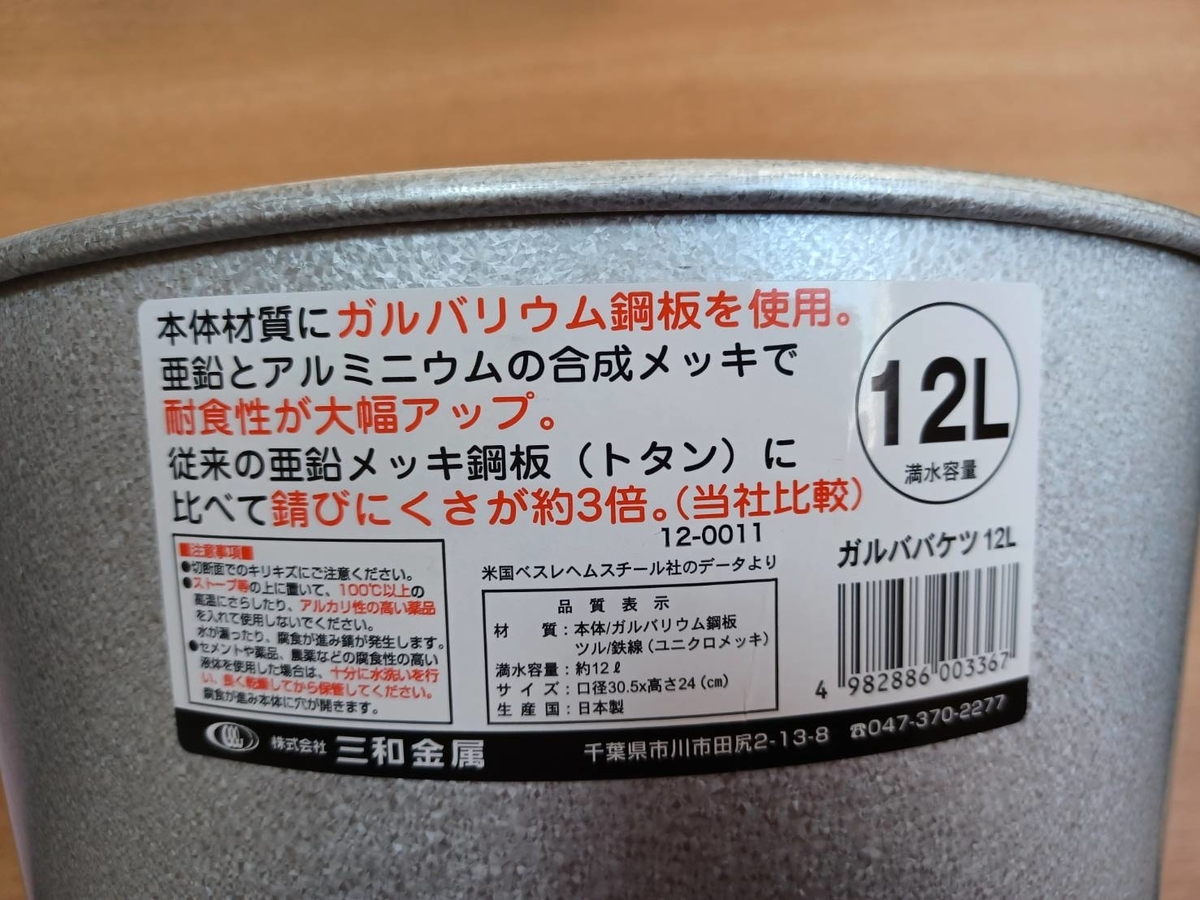 本体材質にガルバリウム鋼板を使用。
亜鉛とアルミニウムの合成メッキで
耐食性が大幅アップ。
従来の亜鉛メッキ鋼板（トタン）に
比べて錆びにくさが約3倍。（当社比較）
12-0011
米国ベスレヘムスチール社のデータより
12L
満水容量
ガルババケツ12L
4 982886 003367
■注意事項■
●切断面でのキリキズにご注意ください。
●ストーブ等の上に置いて、100℃以上の
高温にさらしたり、アルカリ性の高い薬品
を入れて使用しないでください。
水が漏ったり、腐食が進み錆が発生します。
●セメントや薬品、農薬などの腐食性の高い
液体を使用した場合は、十分に水洗いを行
い、良く乾燥してから保管してください。
腐食が進み本体に穴が開きます。
品質表示
材質：本体/ガルバリウム鋼板
ツル/鉄線（ユニクロメッキ）
満水容量：約12ℓ
サイズ：口径30.5x高さ24（cm）
生産国：日本製
株式会社 三和金属
千葉県市川市田尻2-13-8 ☎047-370-2277